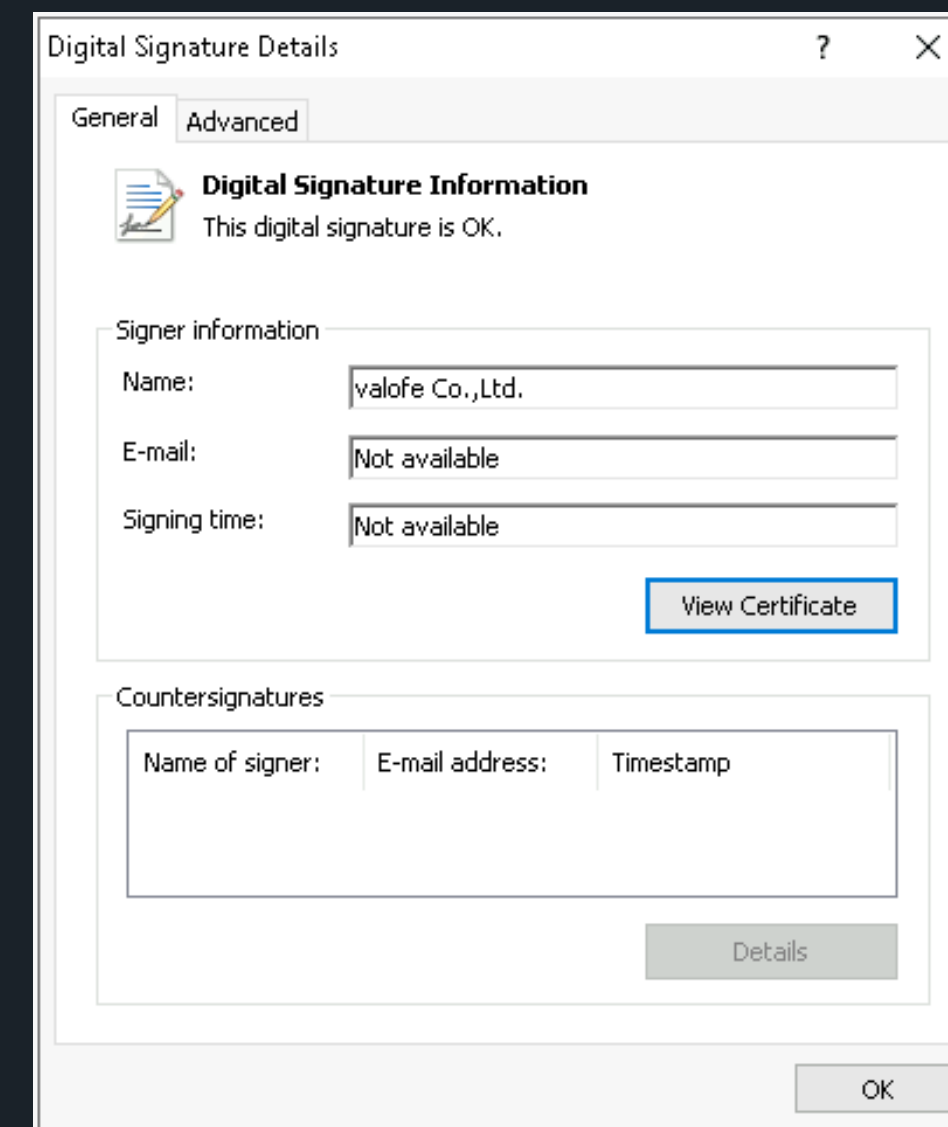 Digital Signature Details ?
General Advanced
Digital Signature Information
This digital signature is OK.
Signer information
Name: valofe Co.,Ltd.
E-mail: Not available
Signing time: Not available
View Certificate
Countersignatures
Name of signer: E-mail address: Timestamp
Details
OK